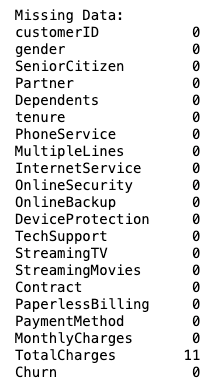 Missing Data:
customerID 0
gender 0
SeniorCitizen 0
Partner 0
Dependents 0
tenure 0
PhoneService 0
MultipleLines 0
InternetService 0
OnlineSecurity 0
OnlineBackup 0
DeviceProtection 0
TechSupport 0
StreamingTV 0
StreamingMovies 0
Contract 0
PaperlessBilling 0
PaymentMethod 0
MonthlyCharges 0
TotalCharges 11
Churn 0